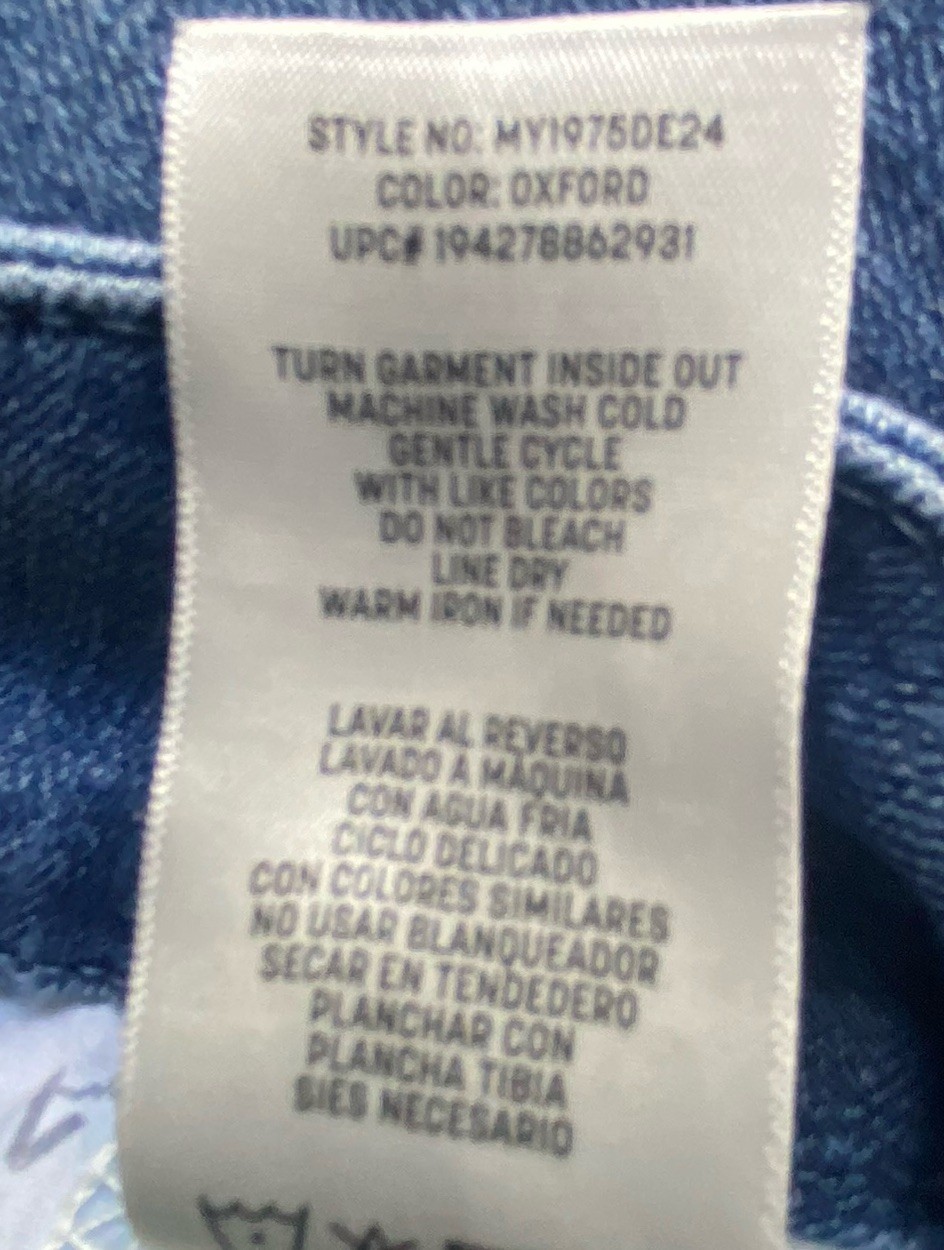 STYLE NO: MY1975DE24
COLOR: OXFORD
UPC# 194278862931
TURN GARMENT INSIDE OUT
MACHINE WASH COLD
GENTLE CYCLE
WITH LIKE COLORS
DO NOT BLEACH
LINE DRY
WARM IRON IF NEEDED
LAVAR AL REVERSO
LAVADO A MÁQUINA
CON AGUA FRIA
CICLO DELICADO
CON COLORES SIMILARES
NO USAR BLANQUEADOR
SECAR EN TENDEDERO
PLANCHAR CON
PLANCHA TIBIA
SIES NECESARIO